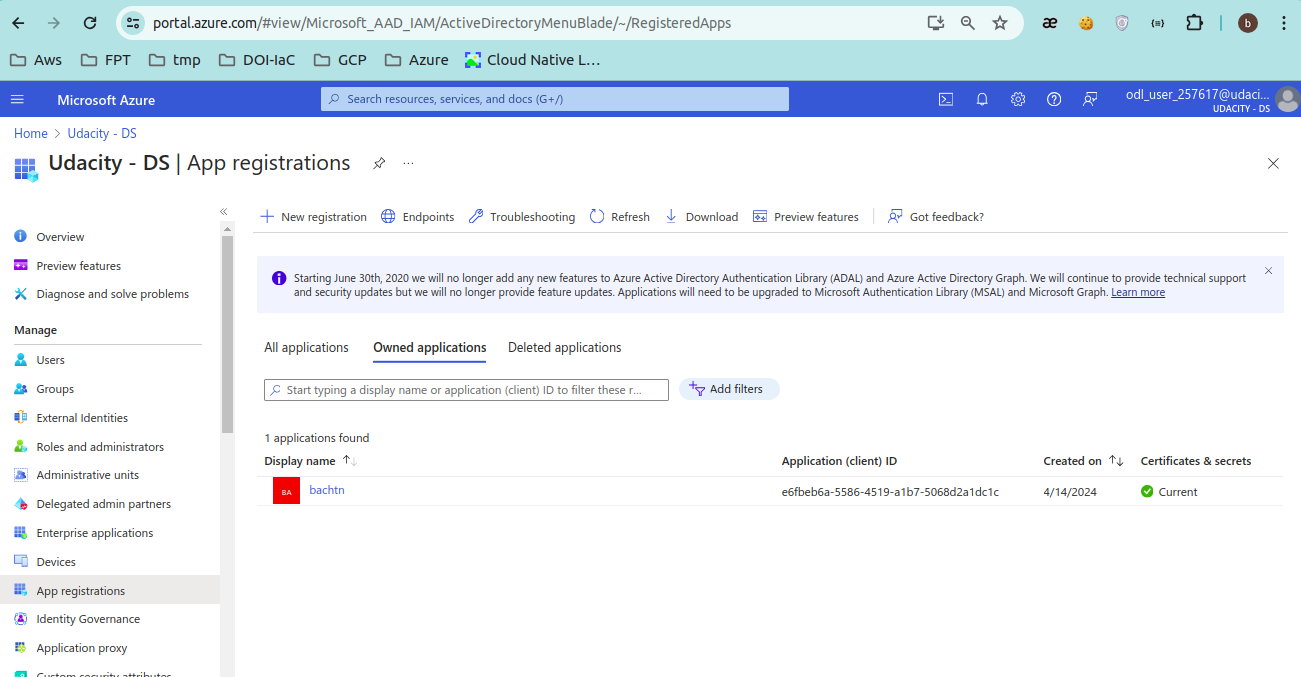 portal.azure.com/#view/Microsoft_AAD_IAM/ActiveDirectoryMenuBlade/~/RegisteredApps
æ
b
Aws FPT tmp DOI-IaC GCP Azure Cloud Native L...
Microsoft Azure
Search resources, services, and docs (G+/)
odl_user_257617@udaci...
UDACITY - DS
Home > Udacity - DS
Udacity - DS | App registrations
...
«
New registration Endpoints Troubleshooting Refresh Download Preview features Got feedback?
Overview
Preview features
Diagnose and solve problems
Manage
Users
Groups
External Identities
Roles and administrators
Administrative units
Delegated admin partners
Enterprise applications
Devices
App registrations
Identity Governance
Application proxy
Custom security attributes
Starting June 30th, 2020 we will no longer add any new features to Azure Active Directory Authentication Library (ADAL) and Azure Active Directory Graph. We will continue to provide technical support
and security updates but we will no longer provide feature updates. Applications will need to be upgraded to Microsoft Authentication Library (MSAL) and Microsoft Graph. Learn more
All applications Owned applications Deleted applications
Start typing a display name or application (client) ID to filter these r...
Add filters
1 applications found
Display name Application (client) ID Created on Certificates & secrets
BA bachtn e6fbeb6a-5586-4519-a1b7-5068d2a1dc1c 4/14/2024 Current